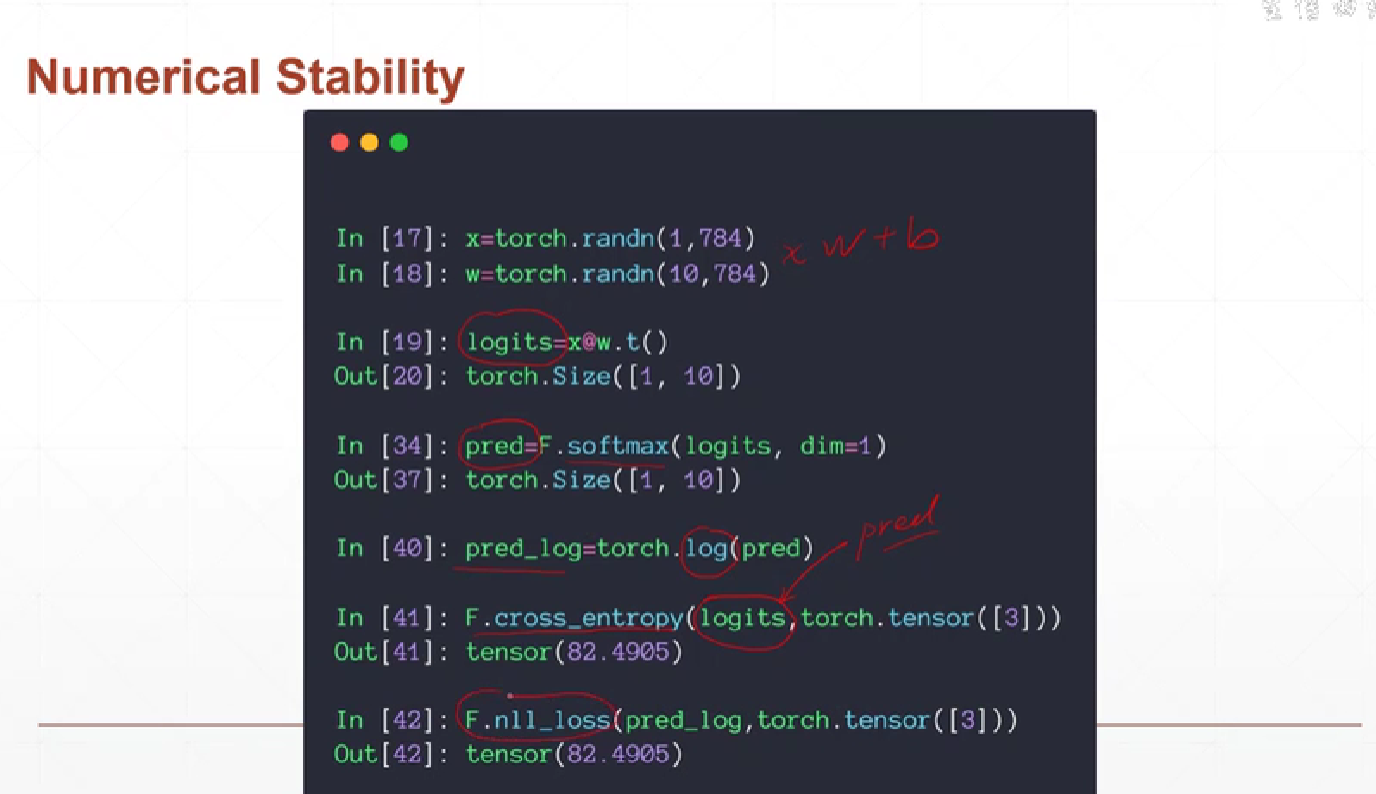 Numerical Stability
In [17]: x=torch.randn(1,784)
In [18]: w=torch.randn(10,784)
x w+b
In [19]: logits=x@w.t()
Out[20]: torch.Size([1, 10])
In [34]: pred=F.softmax(logits, dim=1)
Out[37]: torch.Size([1, 10])
pred
In [40]: pred_log=torch.log(pred)
In [41]: F.cross_entropy(logits,torch.tensor([3]))
Out[41]: tensor(82.4905)
In [42]: F.nll_loss(pred_log,torch.tensor([3]))
Out[42]: tensor(82.4905)